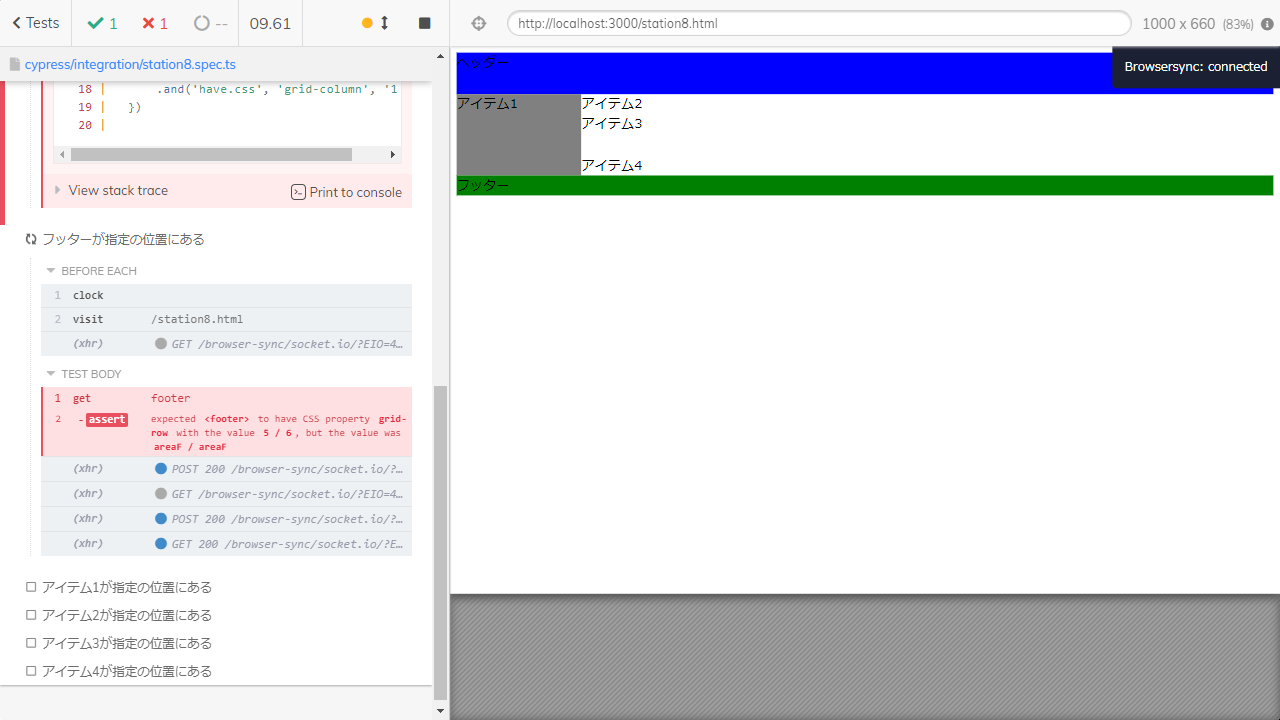 Tests
1
1
--
09.61
http://localhost:3000/station8.html
1000 x 660 (83%)
cypress/integration/station8.spec.ts
18 | .and('have.css', 'grid-column', '1
19 | })
20 |
View stack trace
Print to console
フッターが指定の位置にある
BEFORE EACH
1 clock
2 visit /station8.html
(xhr) GET /browser-sync/socket.io/?EIO=4…
TEST BODY
1 get footer
2 -assert expected <footer> to have CSS property grid-
row with the value 5 / 6, but the value was
areaF / areaF
(xhr) POST 200 /browser-sync/socket.io/?…
(xhr) GET /browser-sync/socket.io/?EIO=4…
(xhr) POST 200 /browser-sync/socket.io/?…
(xhr) GET 200 /browser-sync/socket.io/?E…
アイテム1が指定の位置にある
アイテム2が指定の位置にある
アイテム3が指定の位置にある
アイテム4が指定の位置にある
ヘッダー
Browsersync: connected
アイテム1
アイテム2
アイテム3
アイテム4
フッター